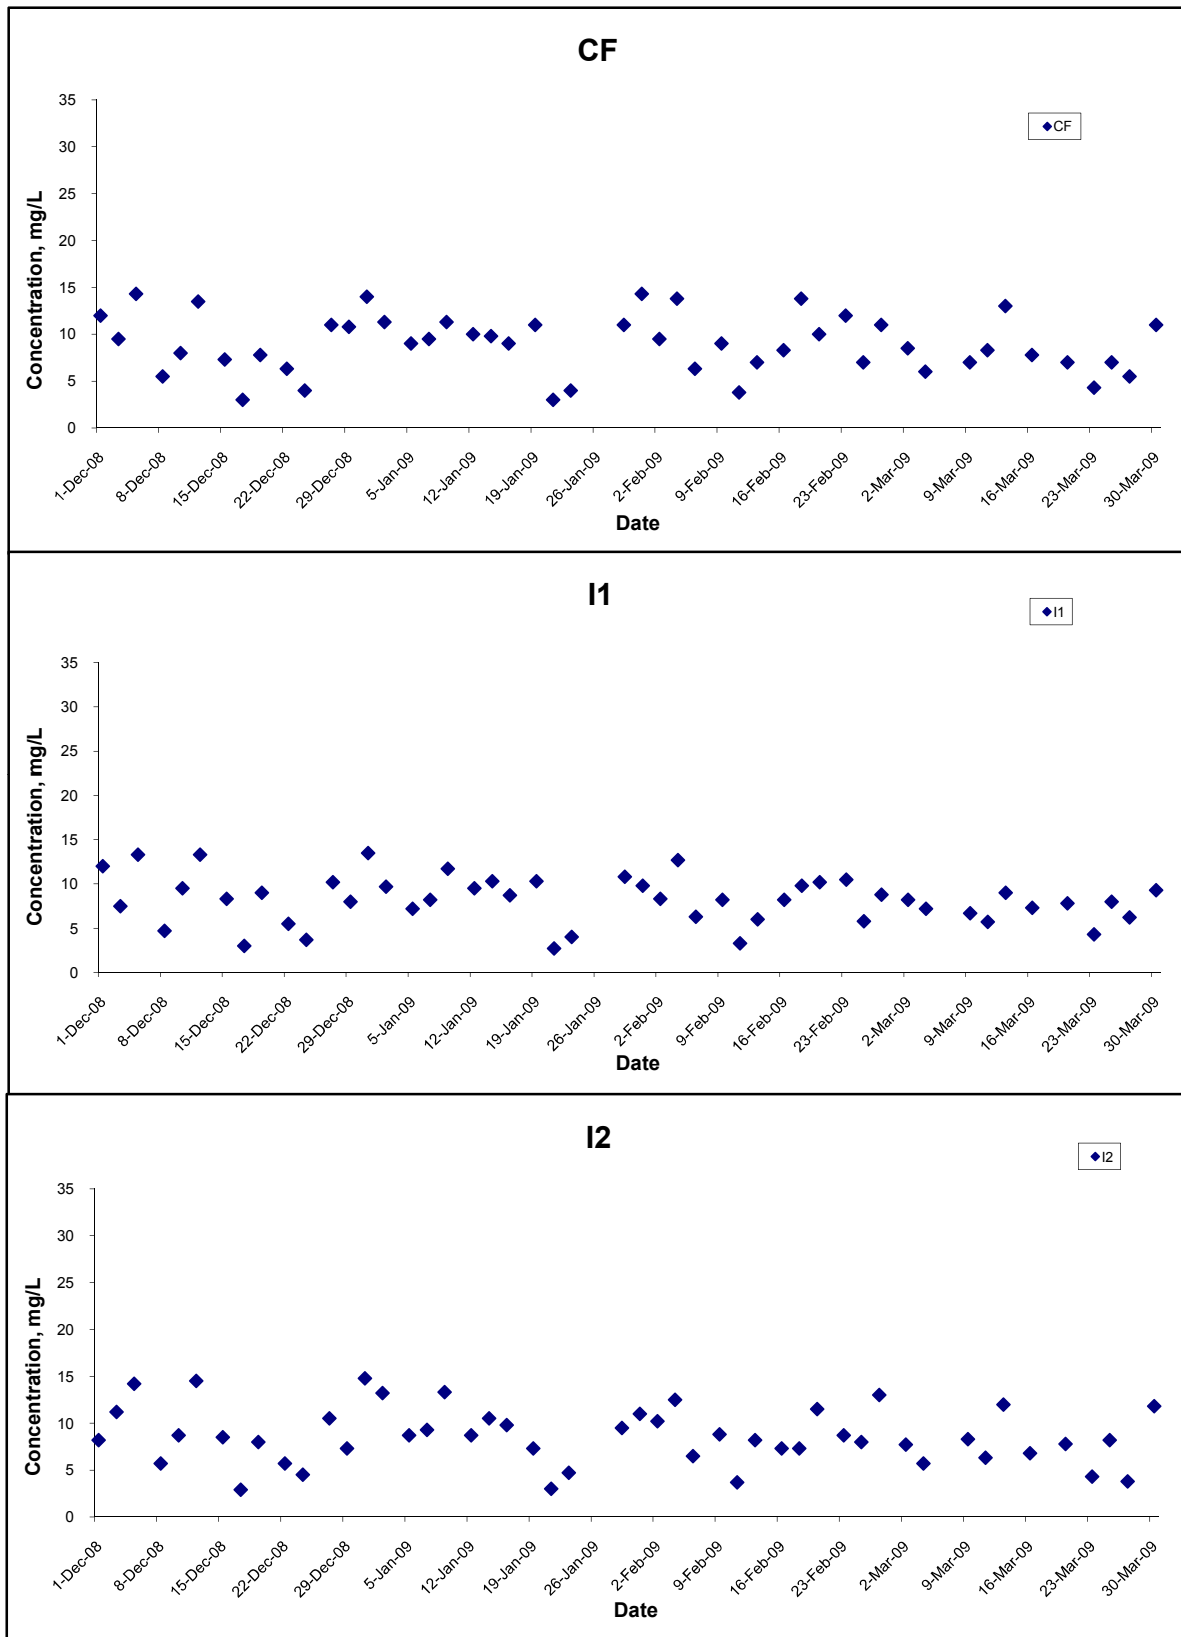 CF
35
30
25
20
15
10
5
0
Concentration, mg/L
CF
1-Dec-08
8-Dec-08
15-Dec-08
22-Dec-08
29-Dec-08
5-Jan-09
12-Jan-09
19-Jan-09
26-Jan-09
2-Feb-09
9-Feb-09
16-Feb-09
23-Feb-09
2-Mar-09
9-Mar-09
16-Mar-09
23-Mar-09
30-Mar-09
Date
I1
35
30
25
20
15
10
5
0
Concentration, mg/L
I1
1-Dec-08
8-Dec-08
15-Dec-08
22-Dec-08
29-Dec-08
5-Jan-09
12-Jan-09
19-Jan-09
26-Jan-09
2-Feb-09
9-Feb-09
16-Feb-09
23-Feb-09
2-Mar-09
9-Mar-09
16-Mar-09
23-Mar-09
30-Mar-09
Date
I2
35
30
25
20
15
10
5
0
Concentration, mg/L
I2
1-Dec-08
8-Dec-08
15-Dec-08
22-Dec-08
29-Dec-08
5-Jan-09
12-Jan-09
19-Jan-09
26-Jan-09
2-Feb-09
9-Feb-09
16-Feb-09
23-Feb-09
2-Mar-09
9-Mar-09
16-Mar-09
23-Mar-09
30-Mar-09
Date